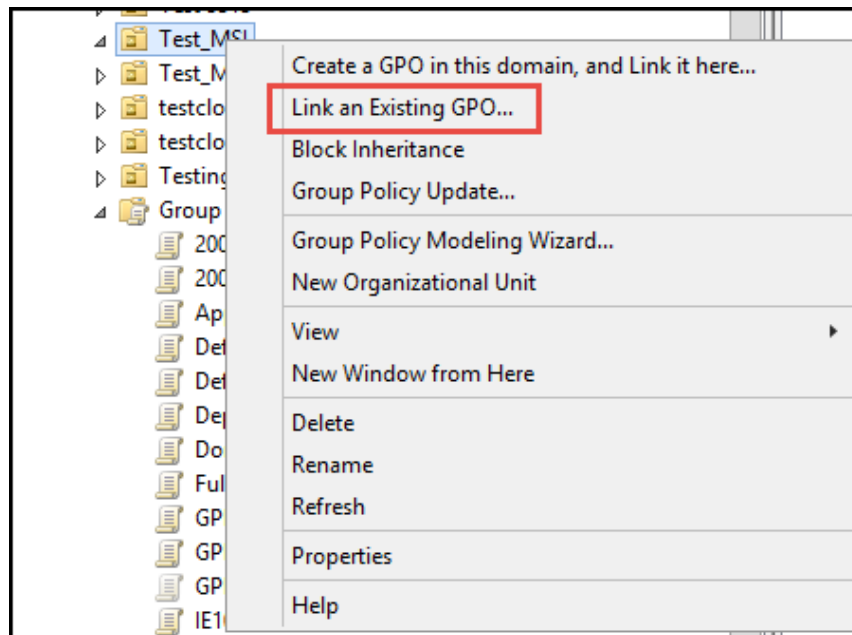 Test_MSI
Test_M
testclo
testclo
Testing
Group
200
200
Ap
Def
Def
Dep
Do
Full
GP
GP
GP
IE1
Create a GPO in this domain, and Link it here...
Link an Existing GPO...
Block Inheritance
Group Policy Update...
Group Policy Modeling Wizard...
New Organizational Unit
View
New Window from Here
Delete
Rename
Refresh
Properties
Help